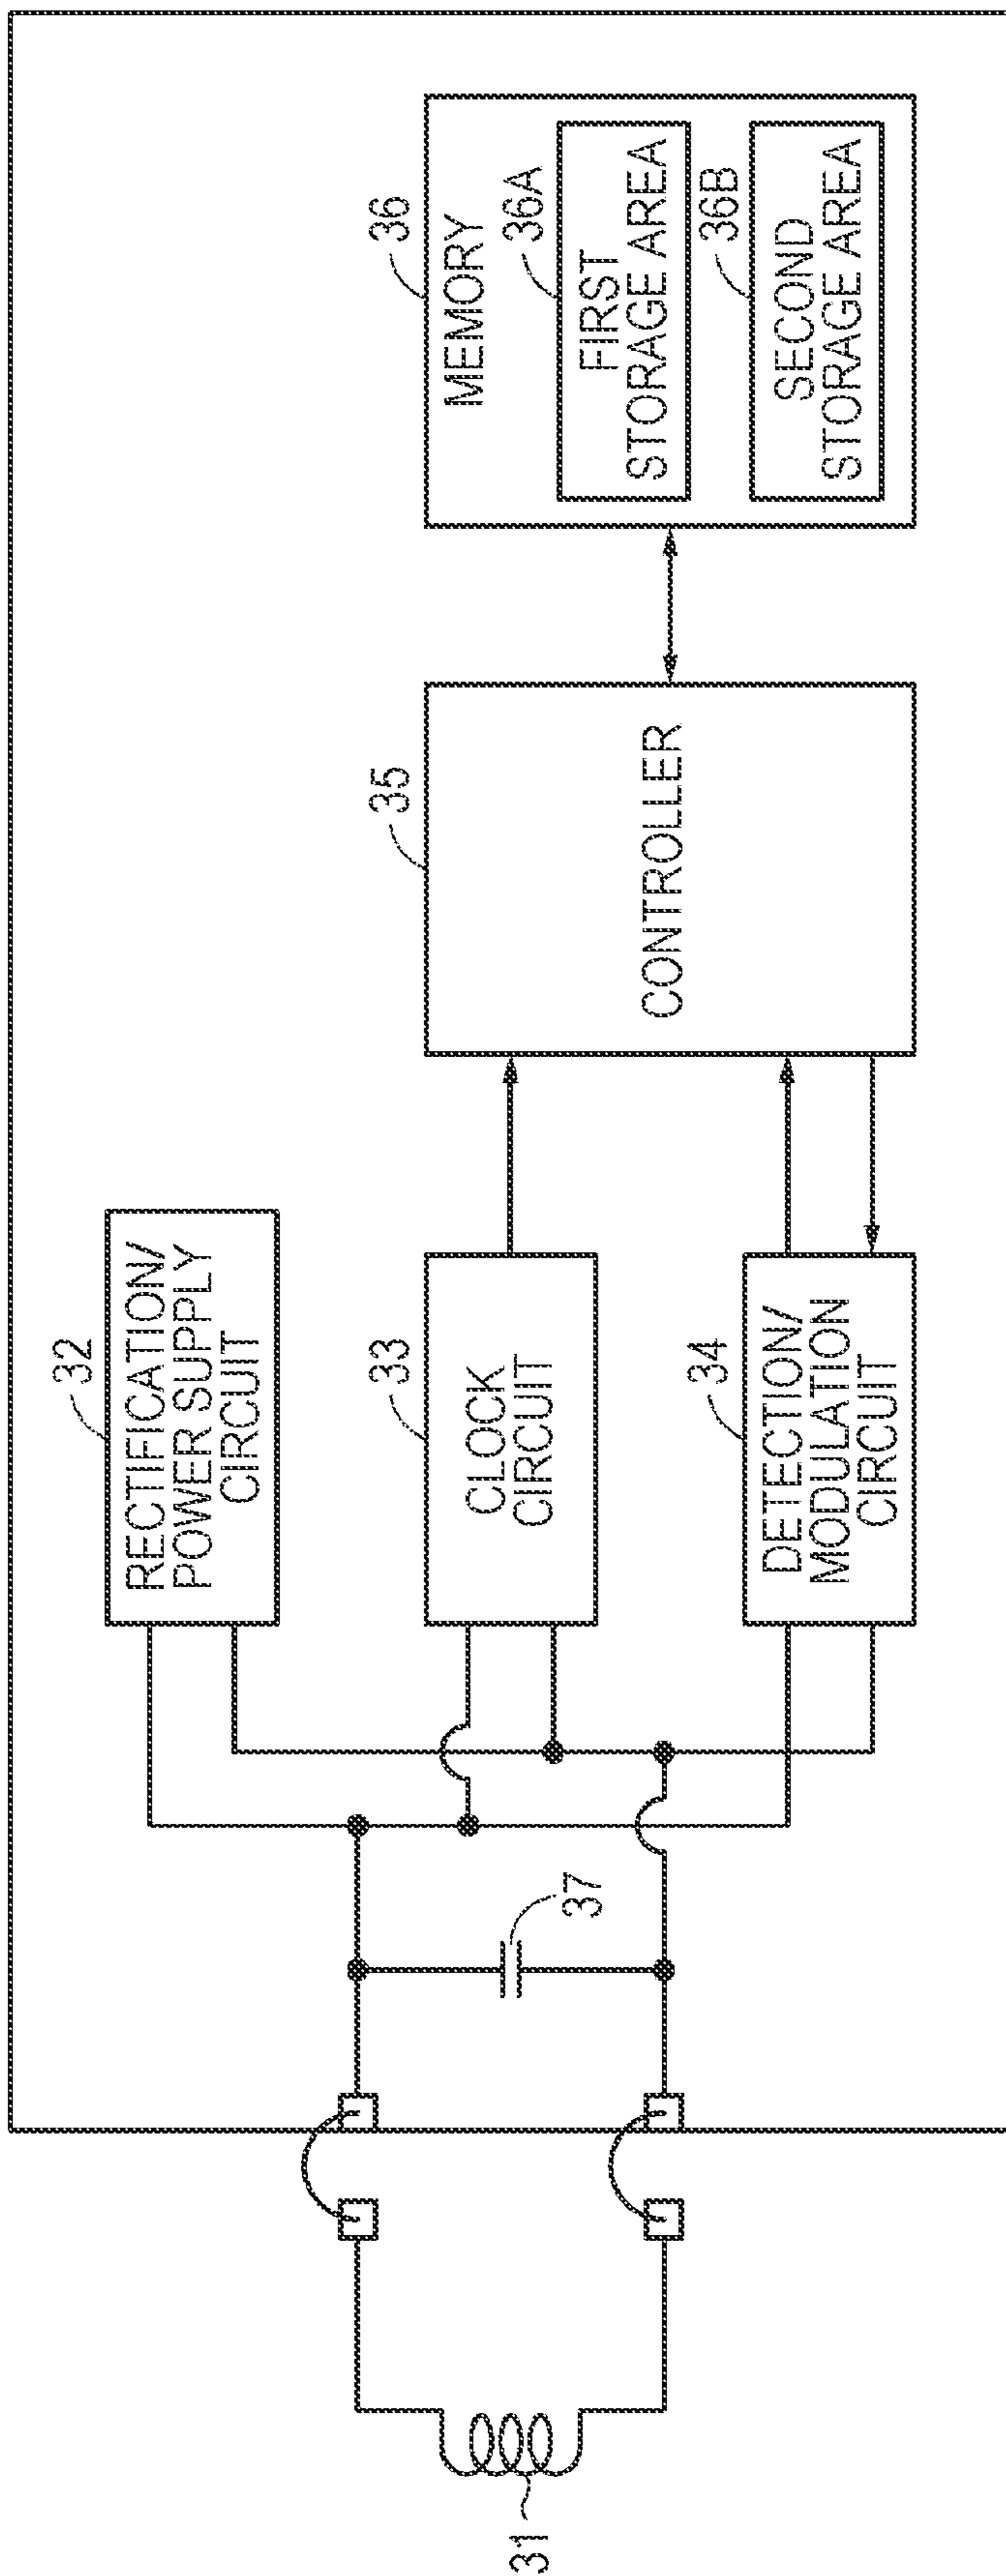 32
RECTIFICATION/
POWER SUPPLY
CIRCUIT
33
CLOCK
CIRCUIT
34
DETECTION/
MODULATION
CIRCUIT
35
CONTROLLER
36
MEMORY
36A
FIRST
STORAGE AREA
36B
SECOND
STORAGE AREA
37
31